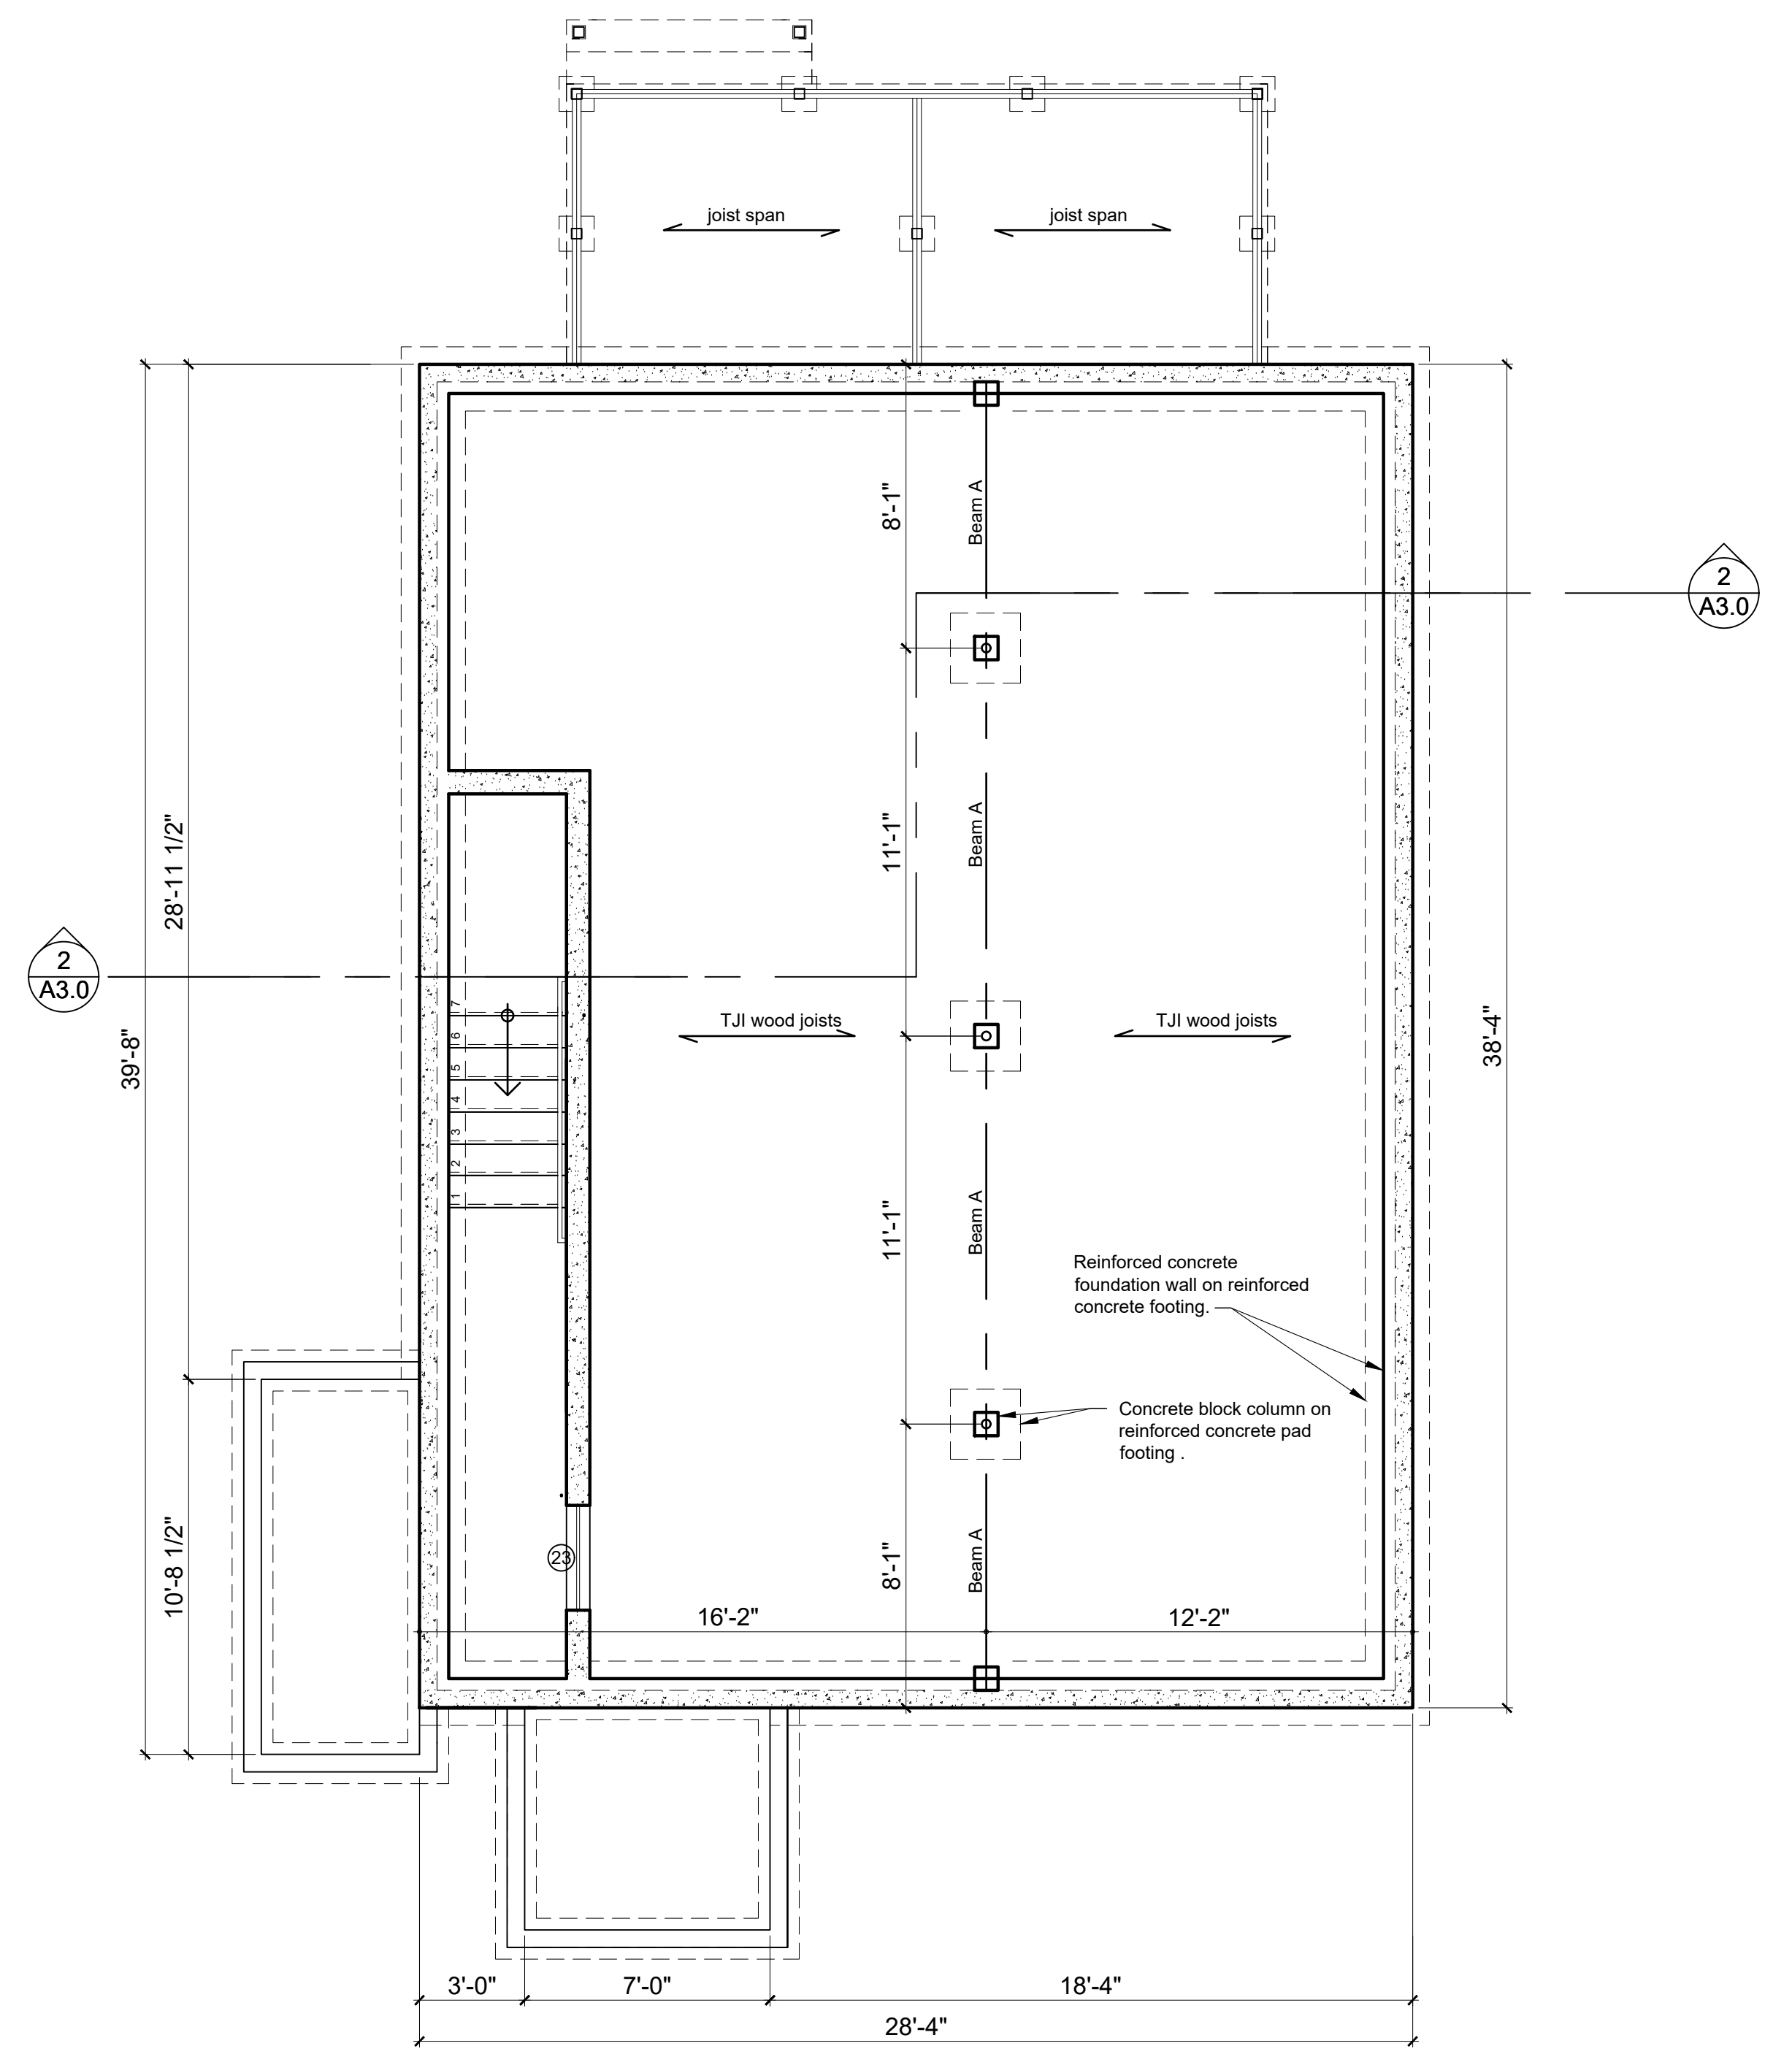 joist span
joist span
8'-1"
Beam A
2
A3.0
28'-11 1/2"
11'-1"
Beam A
2
A3.0
39'-8"
7
6
5
4
3
2
1
TJI wood joists
TJI wood joists
38'-4"
11'-1"
Beam A
Reinforced concrete
foundation wall on reinforced
concrete footing.
Concrete block column on
reinforced concrete pad
footing .
10'-8 1/2"
23
8'-1"
Beam A
16'-2"
12'-2"
3'-0"
7'-0"
18'-4"
28'-4"